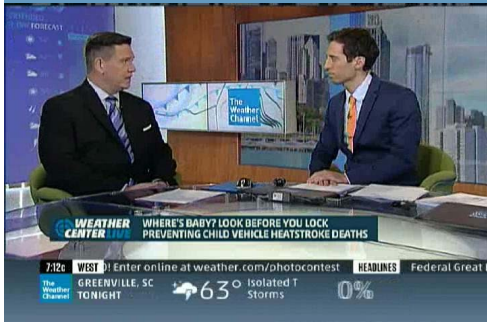 FORECAST
The
Weather
Channel
WEATHER
CENTER LIVE
WHERE'S BABY? LOOK BEFORE YOU LOCK
PREVENTING CHILD VEHICLE HEATSTROKE DEATHS
7:12c WEST ! Enter online at weather.com/photocontest HEADLINES Federal Great
The
Weather
Channel
GREENVILLE, SC
TONIGHT
63°
Isolated T
Storms
0%